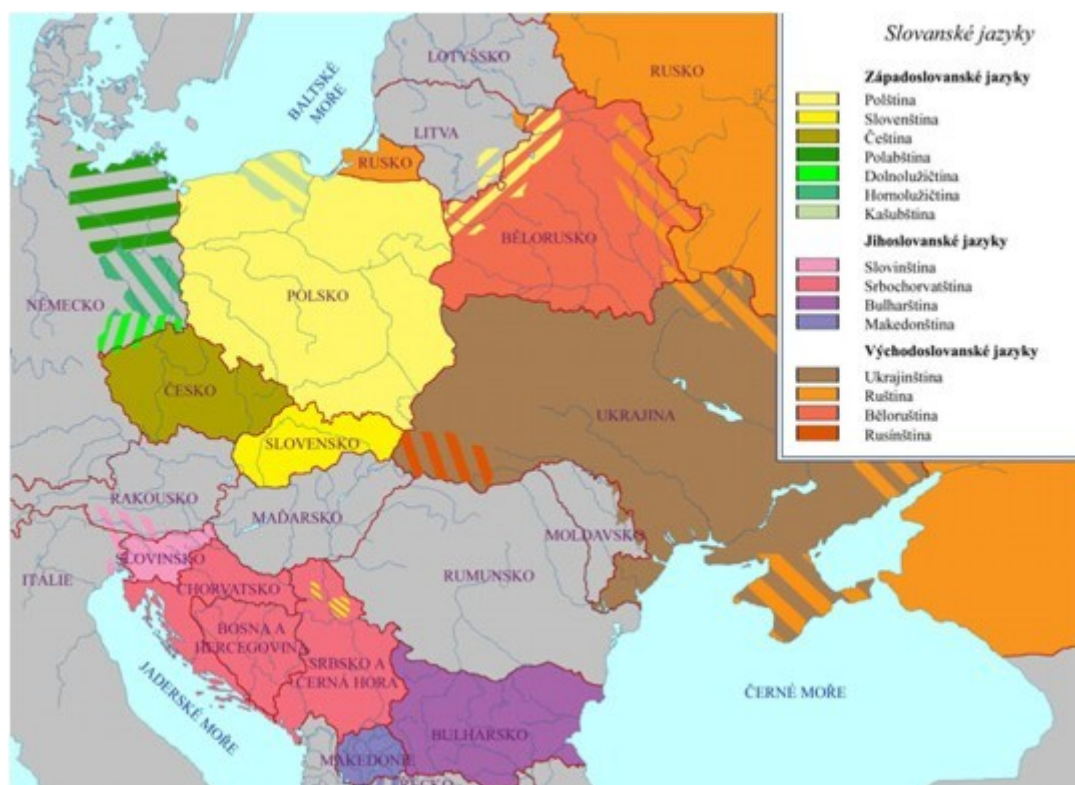 Slovanské jazyky
Západoslovanské jazyky
Polština
Slovenština
Čeština
Polabština
Dolnolužičtina
Hornolužičtina
Kašubština
Jihoslovanské jazyky
Slovinština
Srbochorvatština
Bulharština
Makedonština
Východoslovanské jazyky
Ukrajinština
Ruština
Běloruština
Rusínština
LOTYŠSKO
RUSKO
BALTSKÉ
MOŘE
LITVA
RUSKO
BĚLORUSKO
NĚMECKO
POLSKO
ČESKO
UKRAJINA
SLOVENSKO
RAKOUSKO
MAĎARSKO
MOLDAVSKO
SLOVINSKO
ITÁLIE
RUMUNSKO
CHORVATSKO
BOSNA A
HERCEGOVINA
SRBSKO A
ČERNÁ HORA
JADERSKÉ MOŘE
ČERNÉ MOŘE
BULHARSKO
MAKEDONIE